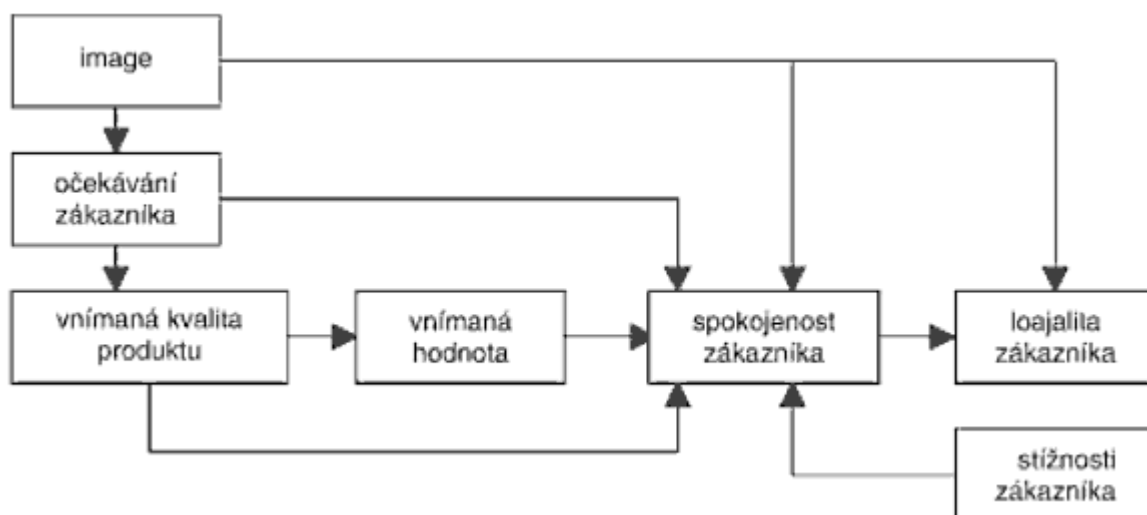 image
očekávání
zákazníka
vnímaná kvalita
produktu
vnímaná
hodnota
spokojenost
zákazníka
loajalita
zákazníka
stížnosti
zákazníka